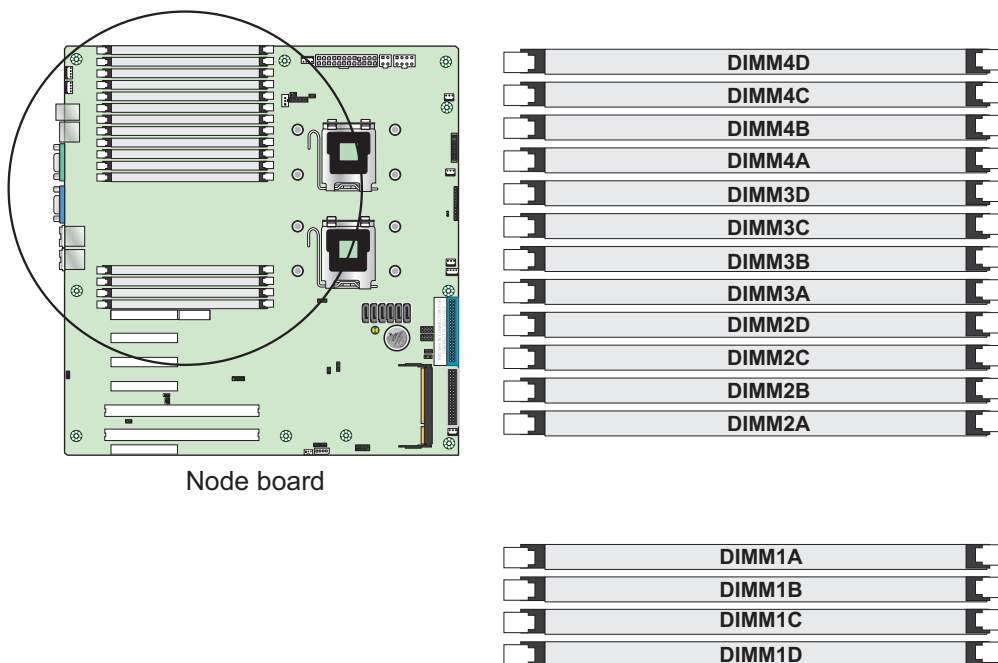 DIMM4D
DIMM4C
DIMM4B
DIMM4A
DIMM3D
DIMM3C
DIMM3B
DIMM3A
DIMM2D
DIMM2C
DIMM2B
DIMM2A
Node board
DIMM1A
DIMM1B
DIMM1C
DIMM1D